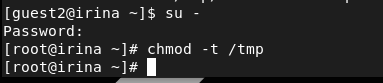 [guest2@irina ~]$ su -
Password:
[root@irina ~]# chmod -t /tmp
[root@irina ~]#